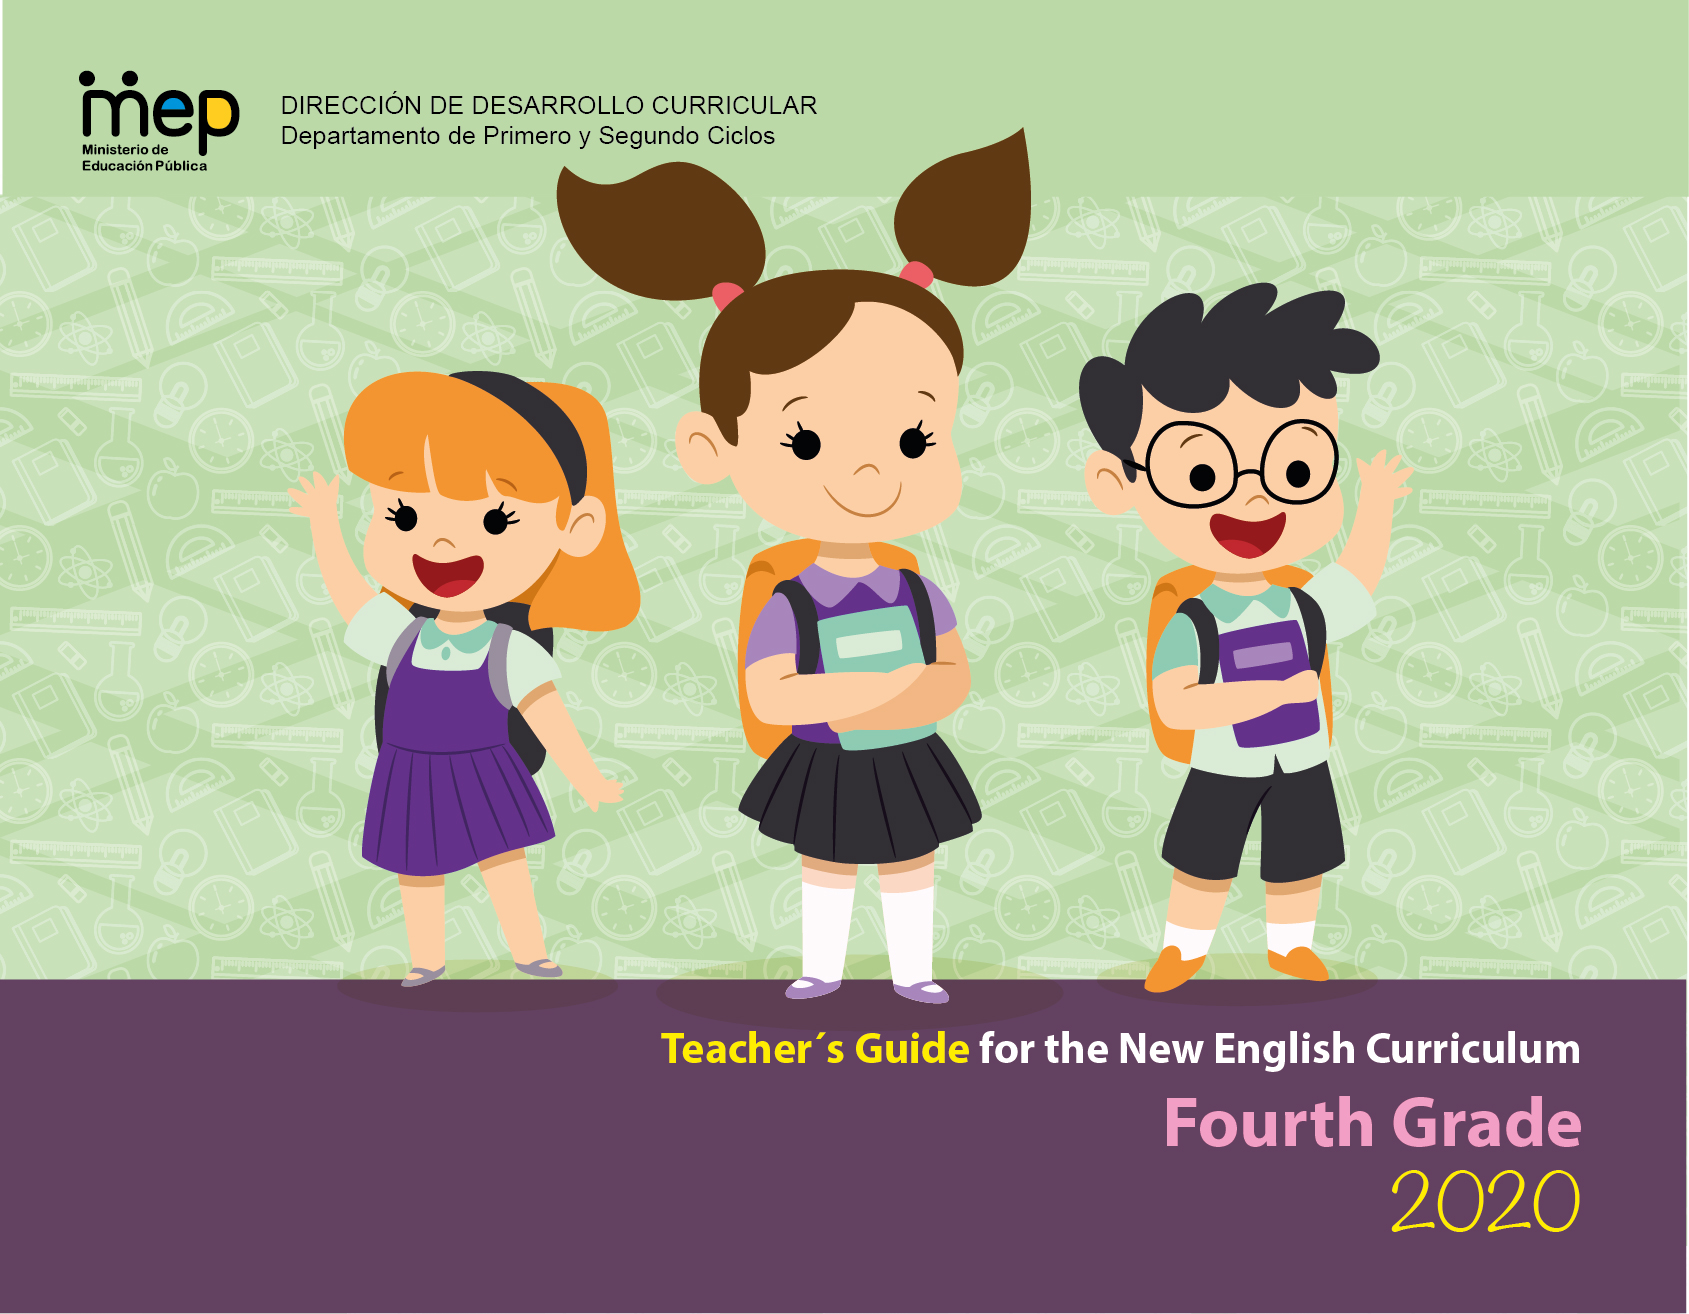 mep
Ministerio de
Educación Pública
DIRECCIÓN DE DESARROLLO CURRICULAR
Departamento de Primero y Segundo Ciclos
Teacher´s Guide for the New English Curriculum
Fourth Grade
2020